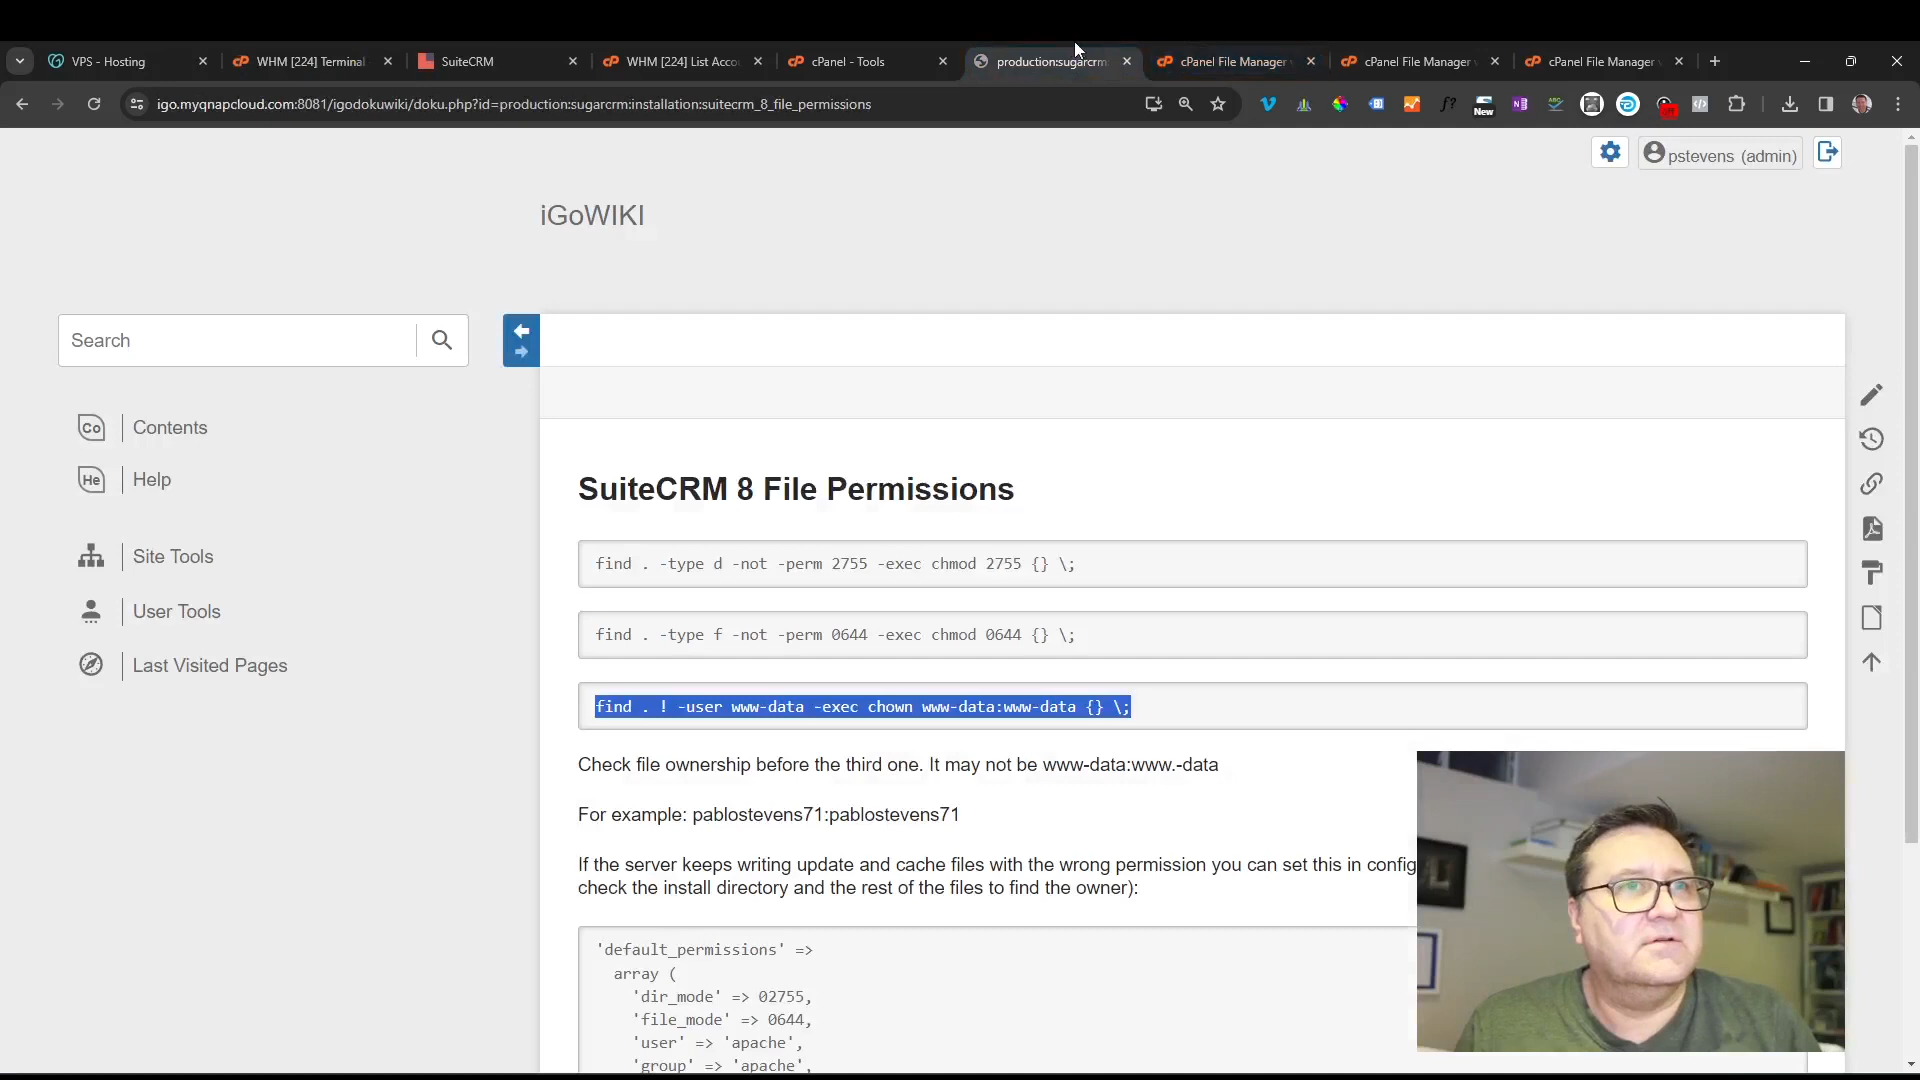 VPS - Hosting
WHM [224] Terminal
SuiteCRM
WHM [224] List Acco
cPanel - Tools
production:sugarcrm
cPanel File Manager
cPanel File Manager
cPanel File Manager
igo.myqnapcloud.com:8081/igodokuwiki/doku.php?id=production:sugarcrm:installation:suitecrm_8_file_permissions
New
pstevens (admin)
iGoWIKI
Search
Co Contents
He Help
Site Tools
User Tools
Last Visited Pages
SuiteCRM 8 File Permissions
find . -type d -not -perm 2755 -exec chmod 2755 {} \;
find . -type f -not -perm 0644 -exec chmod 0644 {} \;
find . ! -user www-data -exec chown www-data:www-data {} \;
Check file ownership before the third one. It may not be www-data:www.-data
For example: pablostevens71:pablostevens71
If the server keeps writing update and cache files with the wrong permission you can set this in config
check the install directory and the rest of the files to find the owner):
'default_permissions' =>
array (
'dir_mode' => 02755,
'file_mode' => 0644,
'user' => 'apache',
'group' => 'apache',